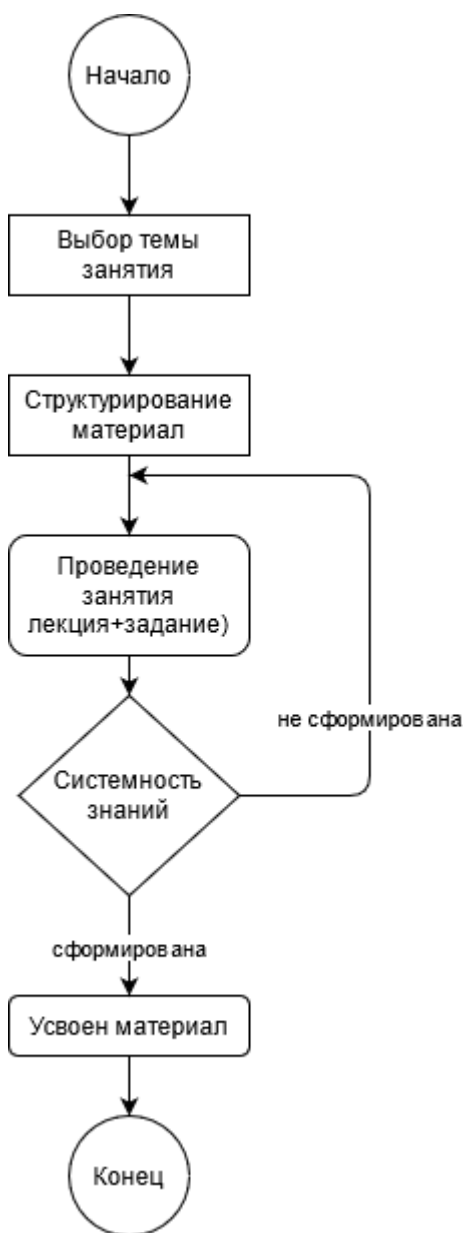 Начало
Выбор темы
занятия
Структурирование
материал
Проведение
занятия
лекция+задание)
не сформирована
Системность
знаний
сформирована
Усвоен материал
Конец